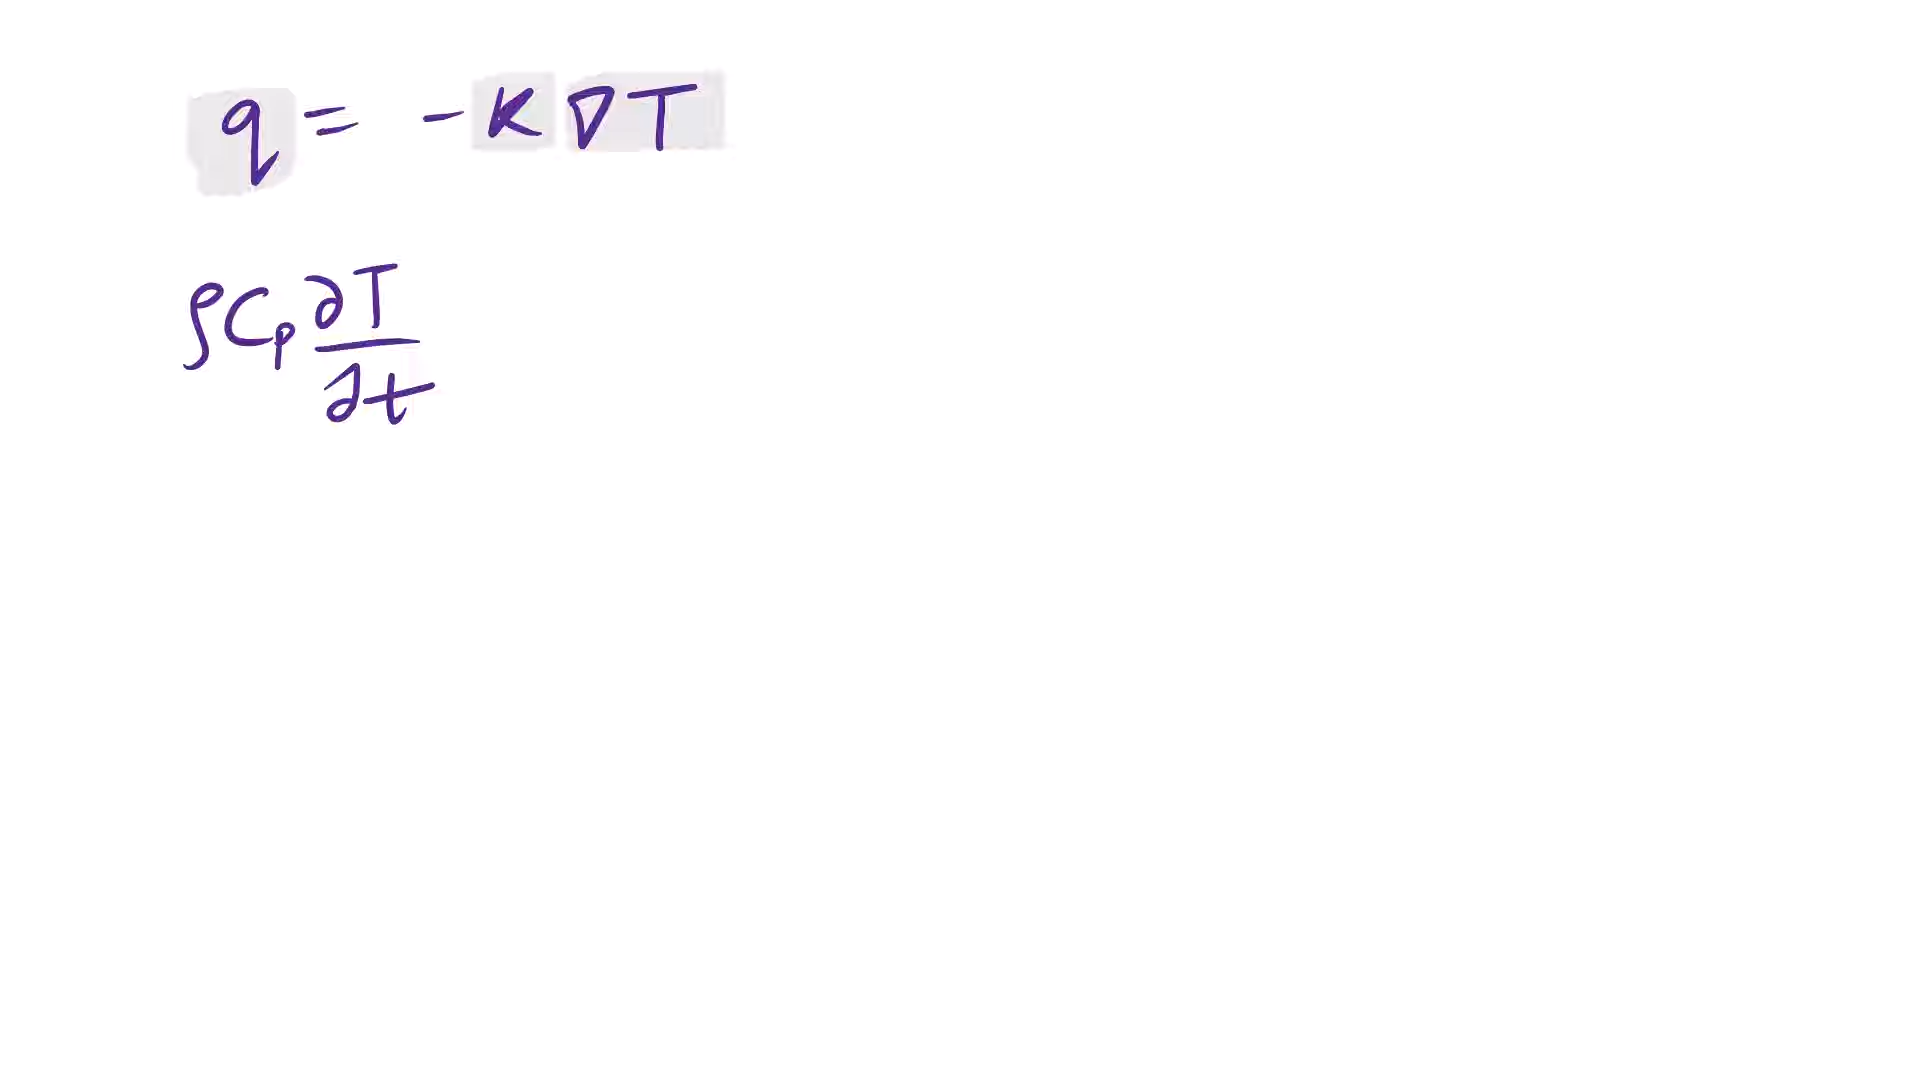 q = -K ∇T
ρCₚ ∂T/∂t